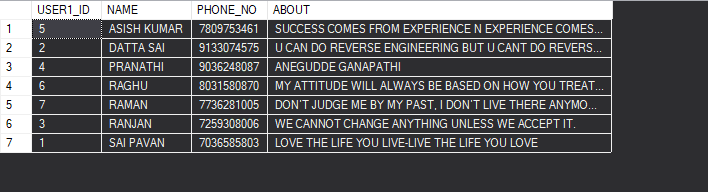 USER1_ID NAME PHONE_NO ABOUT
1 5 ASISH KUMAR 7809753461 SUCCESS COMES FROM EXPERIENCE N EXPERIENCE COMES...
2 2 DATTA SAI 9133074575 U CAN DO REVERSE ENGINEERING BUT U CANT DO REVERS...
3 4 PRANATHI 9036248087 ANEGUDDE GANAPATHI
4 6 RAGHU 8031580870 MY ATTITUDE WILL ALWAYS BE BASED ON HOW YOU TREAT...
5 7 RAMAN 7736281005 DON'T JUDGE ME BY MY PAST, I DON'T LIVE THERE ANYMO...
6 3 RANJAN 7259308006 WE CANNOT CHANGE ANYTHING UNLESS WE ACCEPT IT.
7 1 SAI PAVAN 7036585803 LOVE THE LIFE YOU LIVE-LIVE THE LIFE YOU LOVE